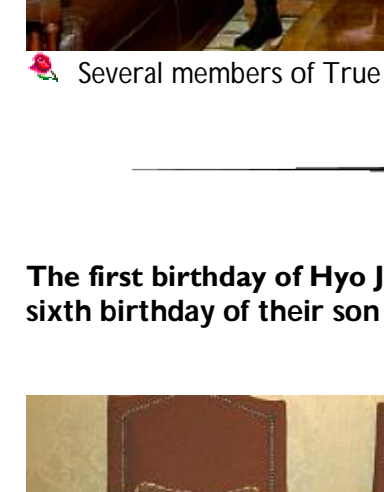 Several members of True
The first birthday of Hyo J
sixth birthday of their son